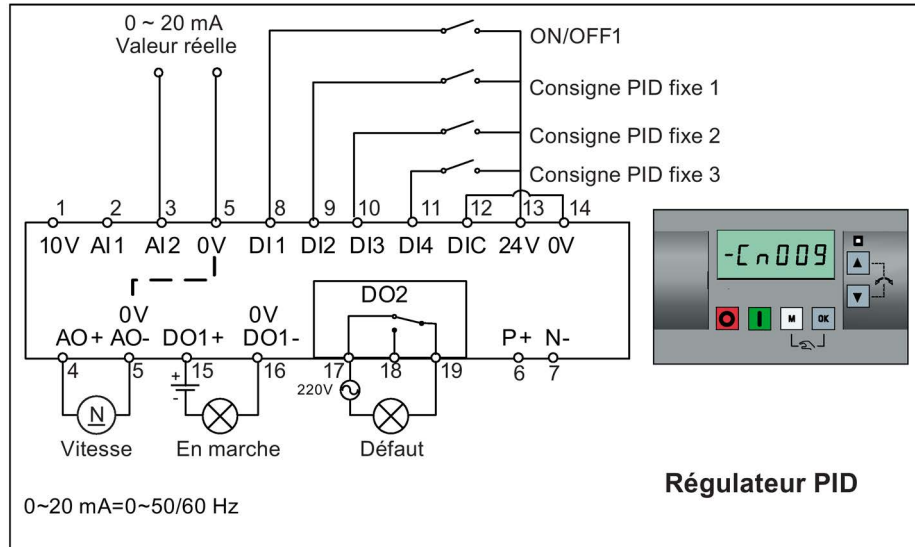 0 ~ 20 mA
Valeur réelle
ON/OFF1
Consigne PID fixe 1
Consigne PID fixe 2
Consigne PID fixe 3
1 2 3 5 8 9 10 11 12 13 14
10V AI1 AI2 0V DI1 DI2 DI3 DI4 DIC 24V 0V
-Cn009
M OK
DO2
0V 0V
AO+ AO- DO1+ DO1- P+ N-
4 5 15 16 17 18 19 6 7
+
-
220V
N
Vitesse En marche Défaut
Régulateur PID
0~20 mA=0~50/60 Hz